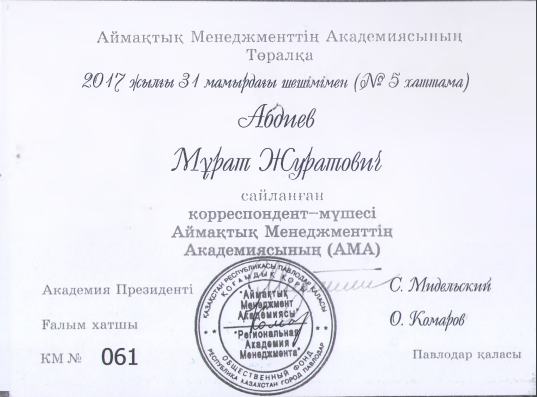 Аймақтық Менеджменттің Академиясының
Төралқа
2017 жылғы 31 мамырдағы шешімімен (№ 5 хаттама)
Абдиев
Мұрат Журатович
сайланған
корреспондент–мүшесі
Аймақтық Менеджменттің
Академиясының (АМА)
Академия Президенті
С. Мидельский
Ғалым хатшы
О. Комаров
КМ № 061
Павлодар қаласы
ҚАЗАҚСТАН РЕСПУБЛИКАСЫ ПАВЛОДАР ҚАЛАСЫ
ҚОҒАМДЫҚ ҚОРЫ
"Аймақтық
Менеджмент
Академиясы"
"Региональная
Академия
Менеджмента"
ОБЩЕСТВЕННЫЙ ФОНД
РЕСПУБЛИКА КАЗАХСТАН ГОРОД ПАВЛОДАР